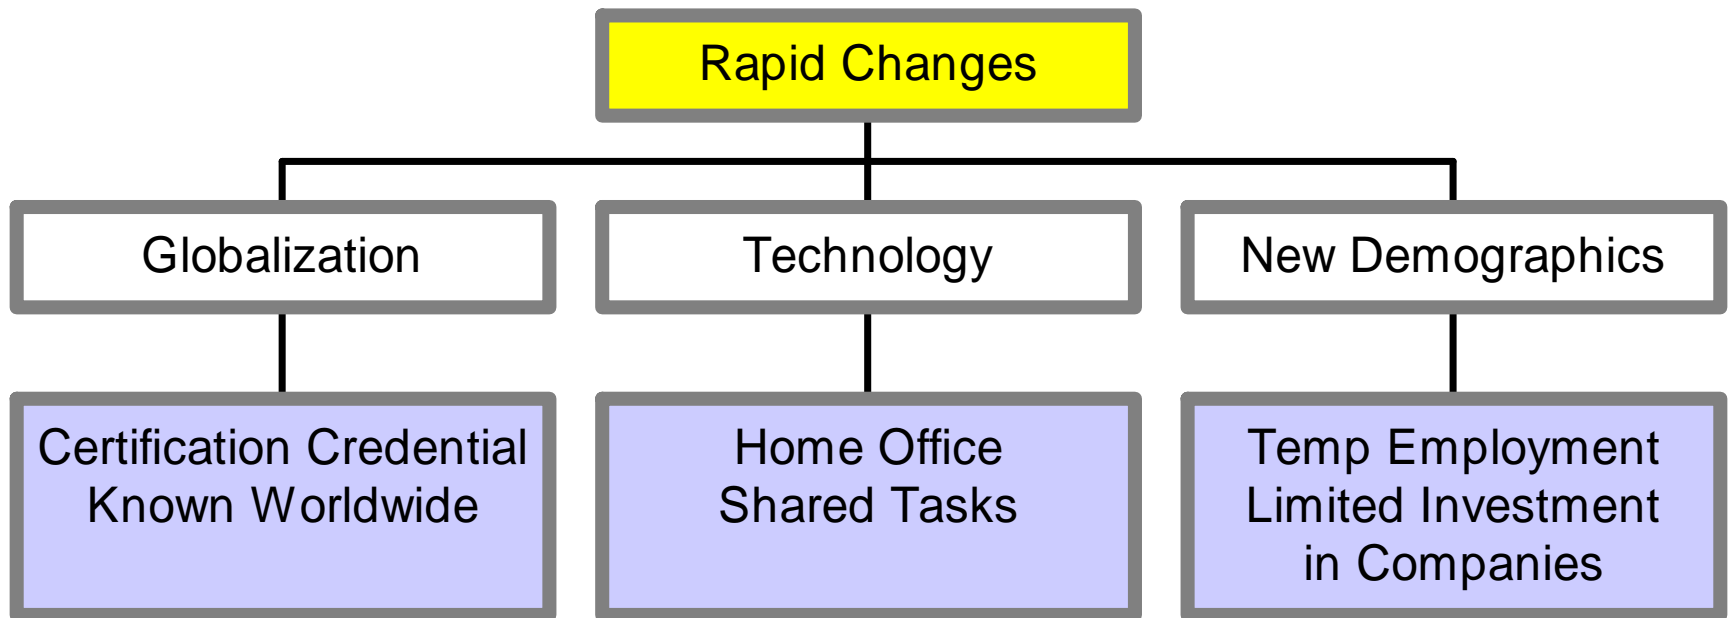 Rapid Changes
Globalization
Technology
New Demographics
Certification Credential
Known Worldwide
Home Office
Shared Tasks
Temp Employment
Limited Investment
in Companies